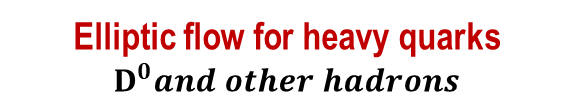 Elliptic flow for heavy quarks
D⁰ and other hadrons